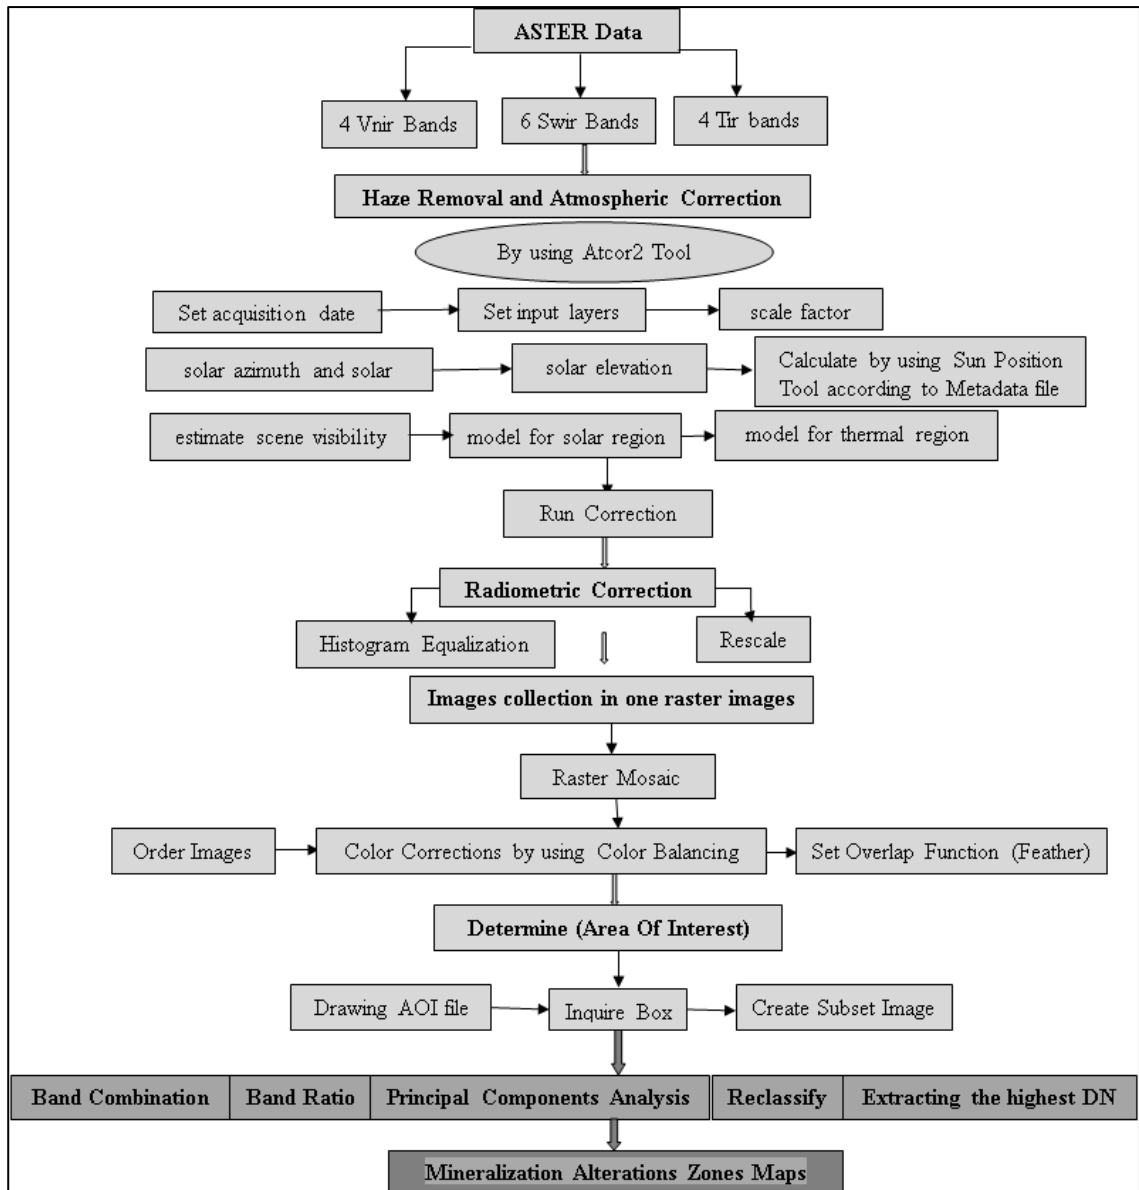 ASTER Data
4 Vnir Bands
6 Swir Bands
4 Tir bands
Haze Removal and Atmospheric Correction
By using Atcor2 Tool
Set acquisition date
Set input layers
scale factor
solar azimuth and solar
solar elevation
Calculate by using Sun Position
Tool according to Metadata file
estimate scene visibility
model for solar region
model for thermal region
Run Correction
Radiometric Correction
Histogram Equalization
Rescale
Images collection in one raster images
Raster Mosaic
Order Images
Color Corrections by using Color Balancing
Set Overlap Function (Feather)
Determine (Area Of Interest)
Drawing AOI file
Inquire Box
Create Subset Image
Band Combination
Band Ratio
Principal Components Analysis
Reclassify
Extracting the highest DN
Mineralization Alterations Zones Maps